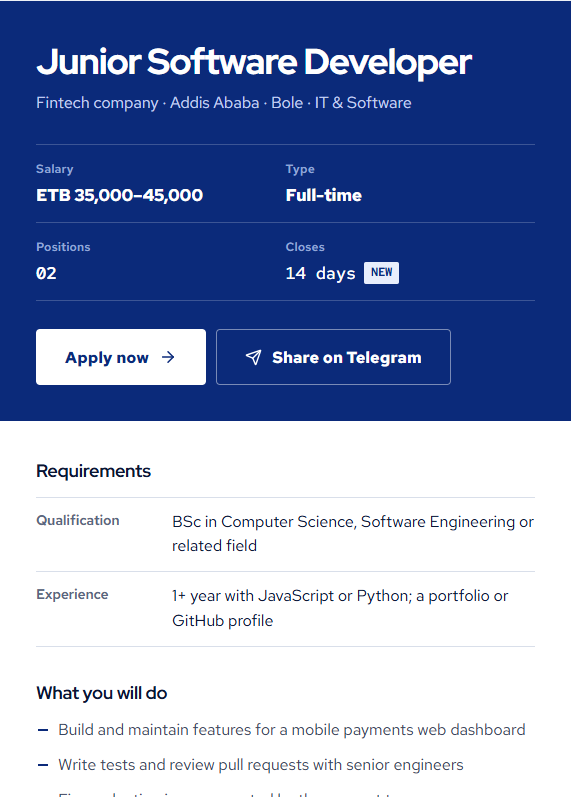 Junior Software Developer
Fintech company · Addis Ababa · Bole · IT & Software
Salary
ETB 35,000–45,000
Type
Full-time
Positions
02
Closes
14 days NEW
Apply now →
Share on Telegram
Requirements
Qualification
BSc in Computer Science, Software Engineering or
related field
Experience
1+ year with JavaScript or Python; a portfolio or
GitHub profile
What you will do
Build and maintain features for a mobile payments web dashboard
Write tests and review pull requests with senior engineers